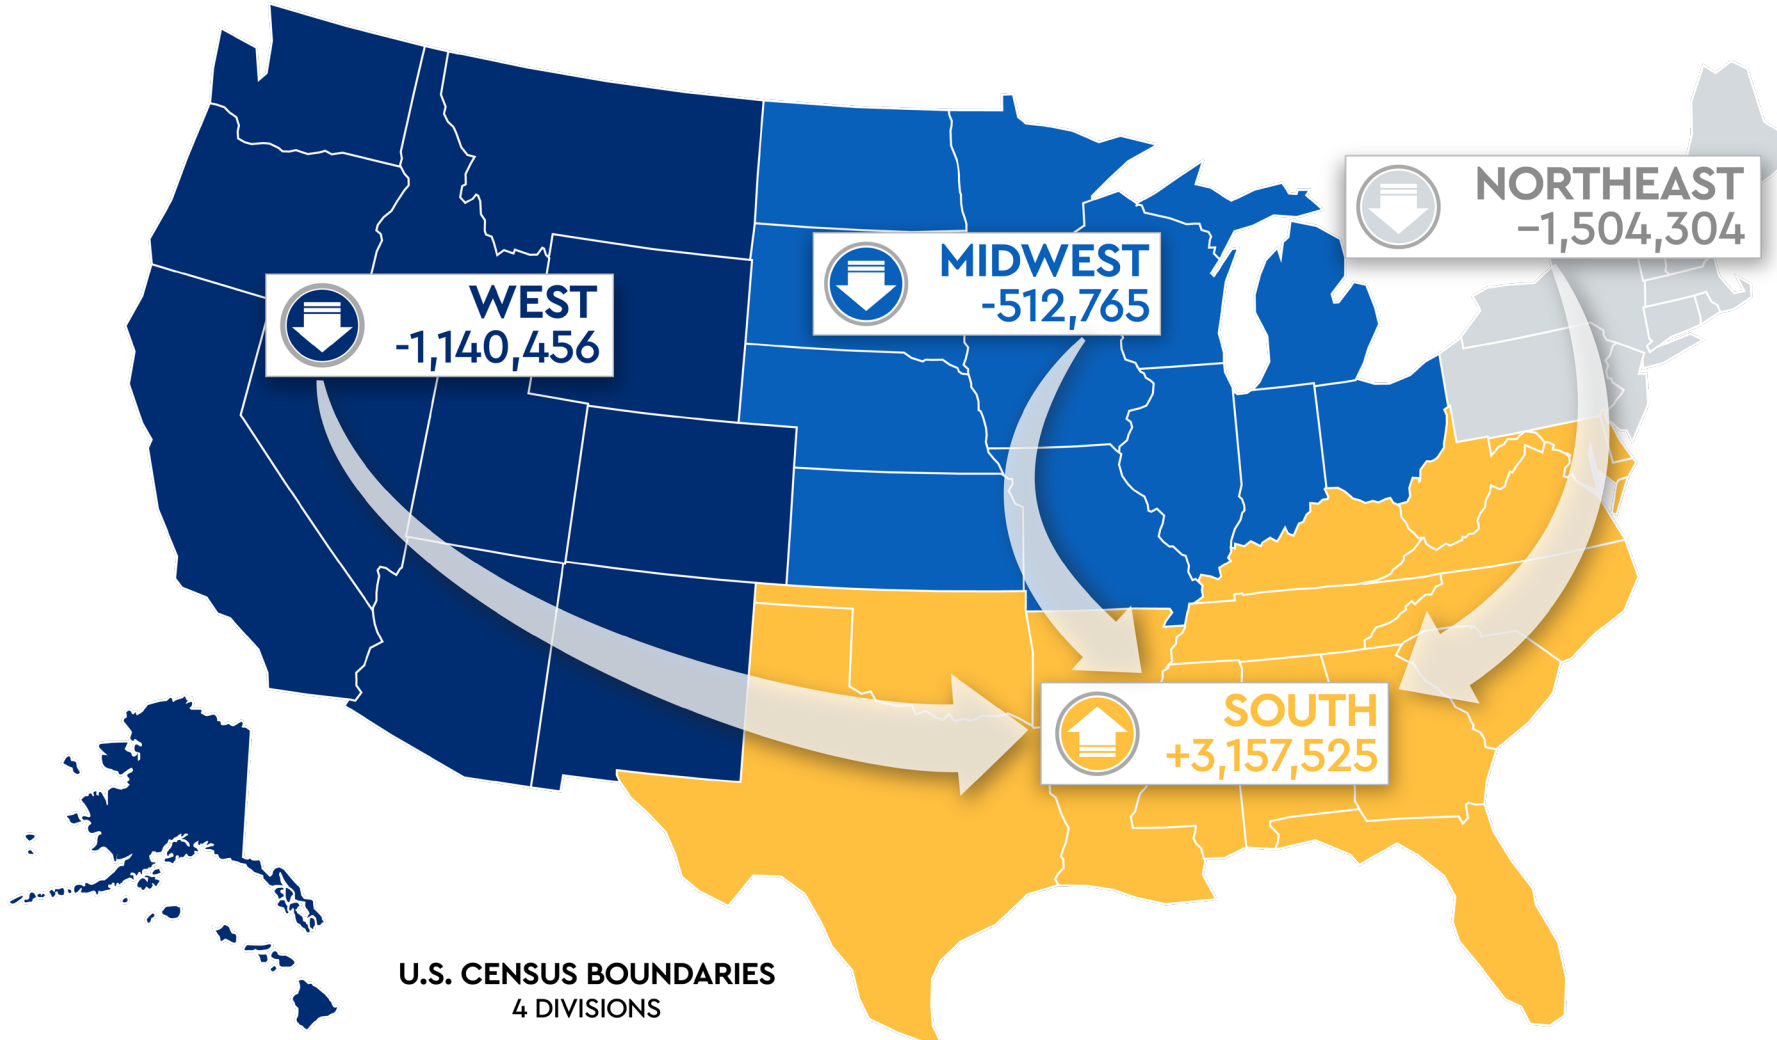 NORTHEAST
−1,504,304
MIDWEST
-512,765
WEST
-1,140,456
SOUTH
+3,157,525
U.S. CENSUS BOUNDARIES
4 DIVISIONS